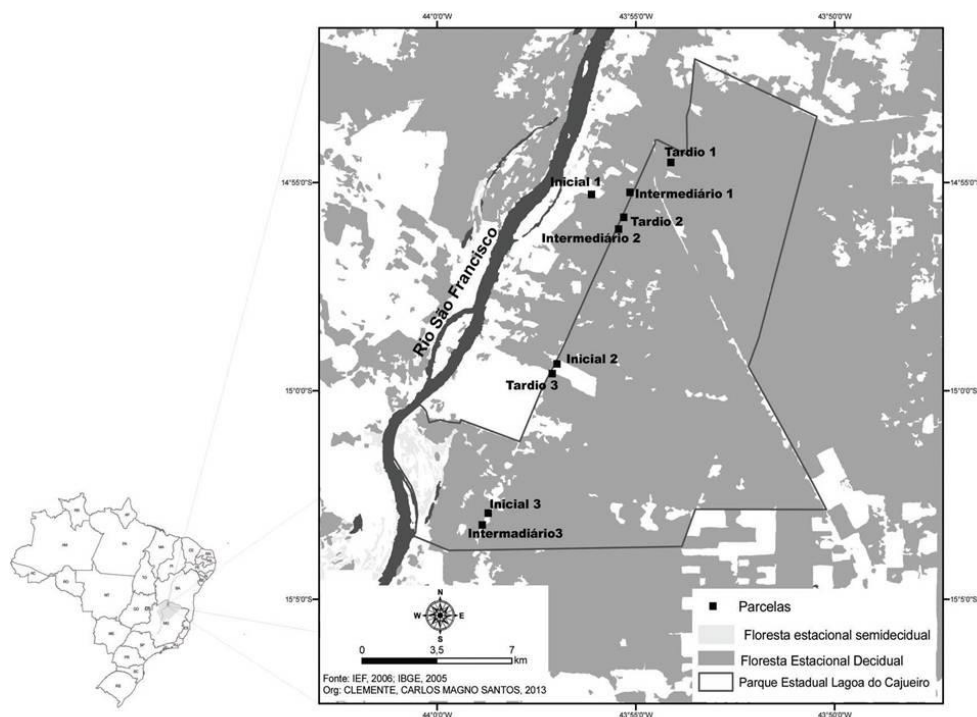 44°0'0"W 43°55'0"W 43°50'0"W
Tardio 1
14°55'0"S 14°55'0"S
Inicial 1
Intermediário 1
Tardio 2
Intermediário 2
Rio São Francisco
Inicial 2
Tardio 3
15°0'0"S 15°0'0"S
Inicial 3
Intermadiário3
15°5'0"S 15°5'0"S
N
W E
S
0 3,5 7
km
Fonte: IEF, 2006; IBGE, 2005
Org: CLEMENTE, CARLOS MAGNO SANTOS, 2013
Parcelas
Floresta estacional semidecidual
Floresta Estacional Decidual
Parque Estadual Lagoa do Cajueiro
44°0'0"W 43°55'0"W 43°50'0"W